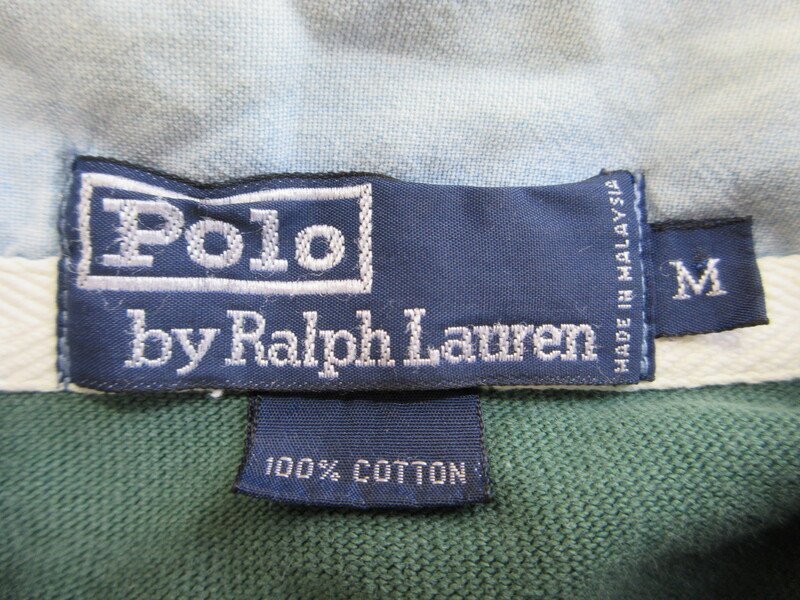 Polo
by Ralph Lauren
MADE IN MALAYSIA
M
100% COTTON